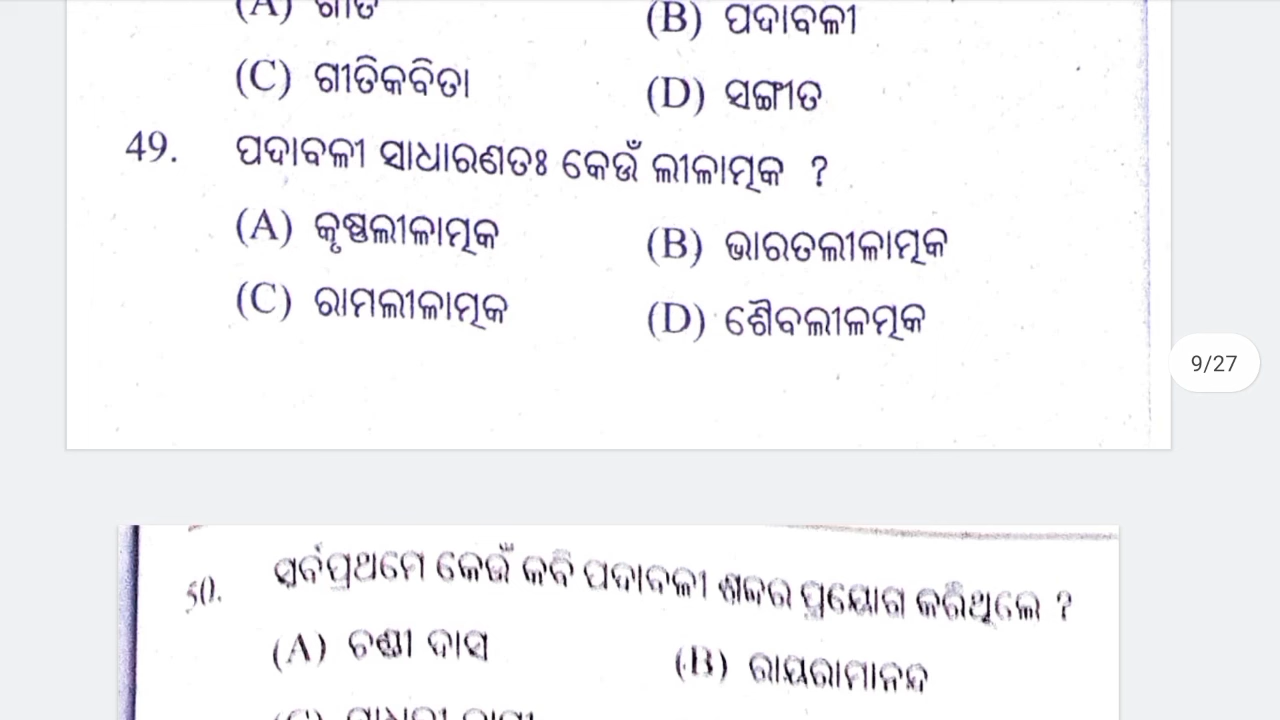 (A) ଗୀତ (B) ପଦାବଳୀ
(C) ଗୀତିକବିତା (D) ସଙ୍ଗୀତ
49. ପଦାବଳୀ ସାଧାରଣତଃ କେଉଁ ଲୀଳାତ୍ମକ ?
(A) କୃଷ୍ଣଲୀଳାତ୍ମକ (B) ଭାରତଲୀଳାତ୍ମକ
(C) ରାମଲୀଳାତ୍ମକ (D) ଶୈବଲୀଳତ୍ମକ
9/27
50. ସର୍ବପ୍ରଥମେ କେଉଁ କବି ପଦାବଳୀ ଶବ୍ଦର ପ୍ରୟୋଗ କରିଥିଲେ ?
(A) ଚଣ୍ଡୀ ଦାସ (B) ରାୟରାମାନନ୍ଦ
(C)